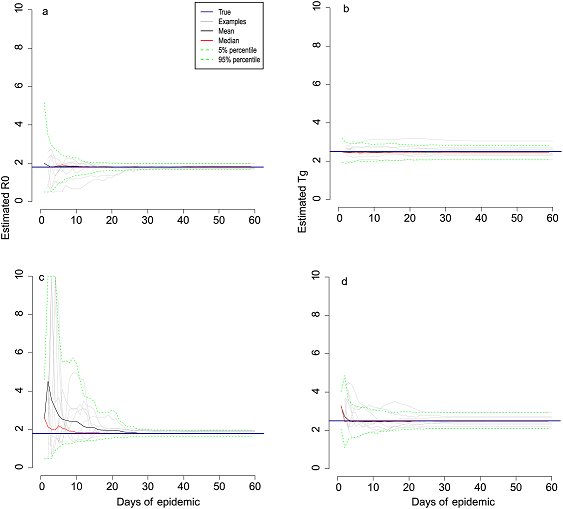 a
True
Examples
Mean
Median
5% percentile
95% percentile
Estimated R0
0 2 4 6 8 10
0 10 20 30 40 50 60
b
Estimated Tg
0 2 4 6 8 10
0 10 20 30 40 50 60
c
0 2 4 6 8 10
0 10 20 30 40 50 60
Days of epidemic
d
0 2 4 6 8 10
0 10 20 30 40 50 60
Days of epidemic